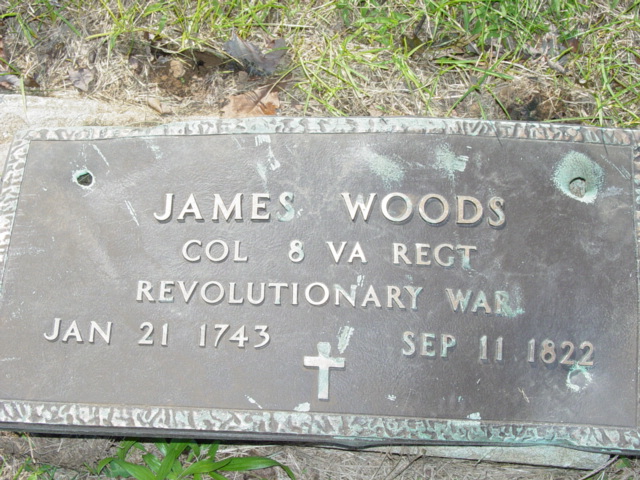 JAMES WOODS
COL 8 VA REGT
REVOLUTIONARY WAR
JAN 21 1743 SEP 11 1822